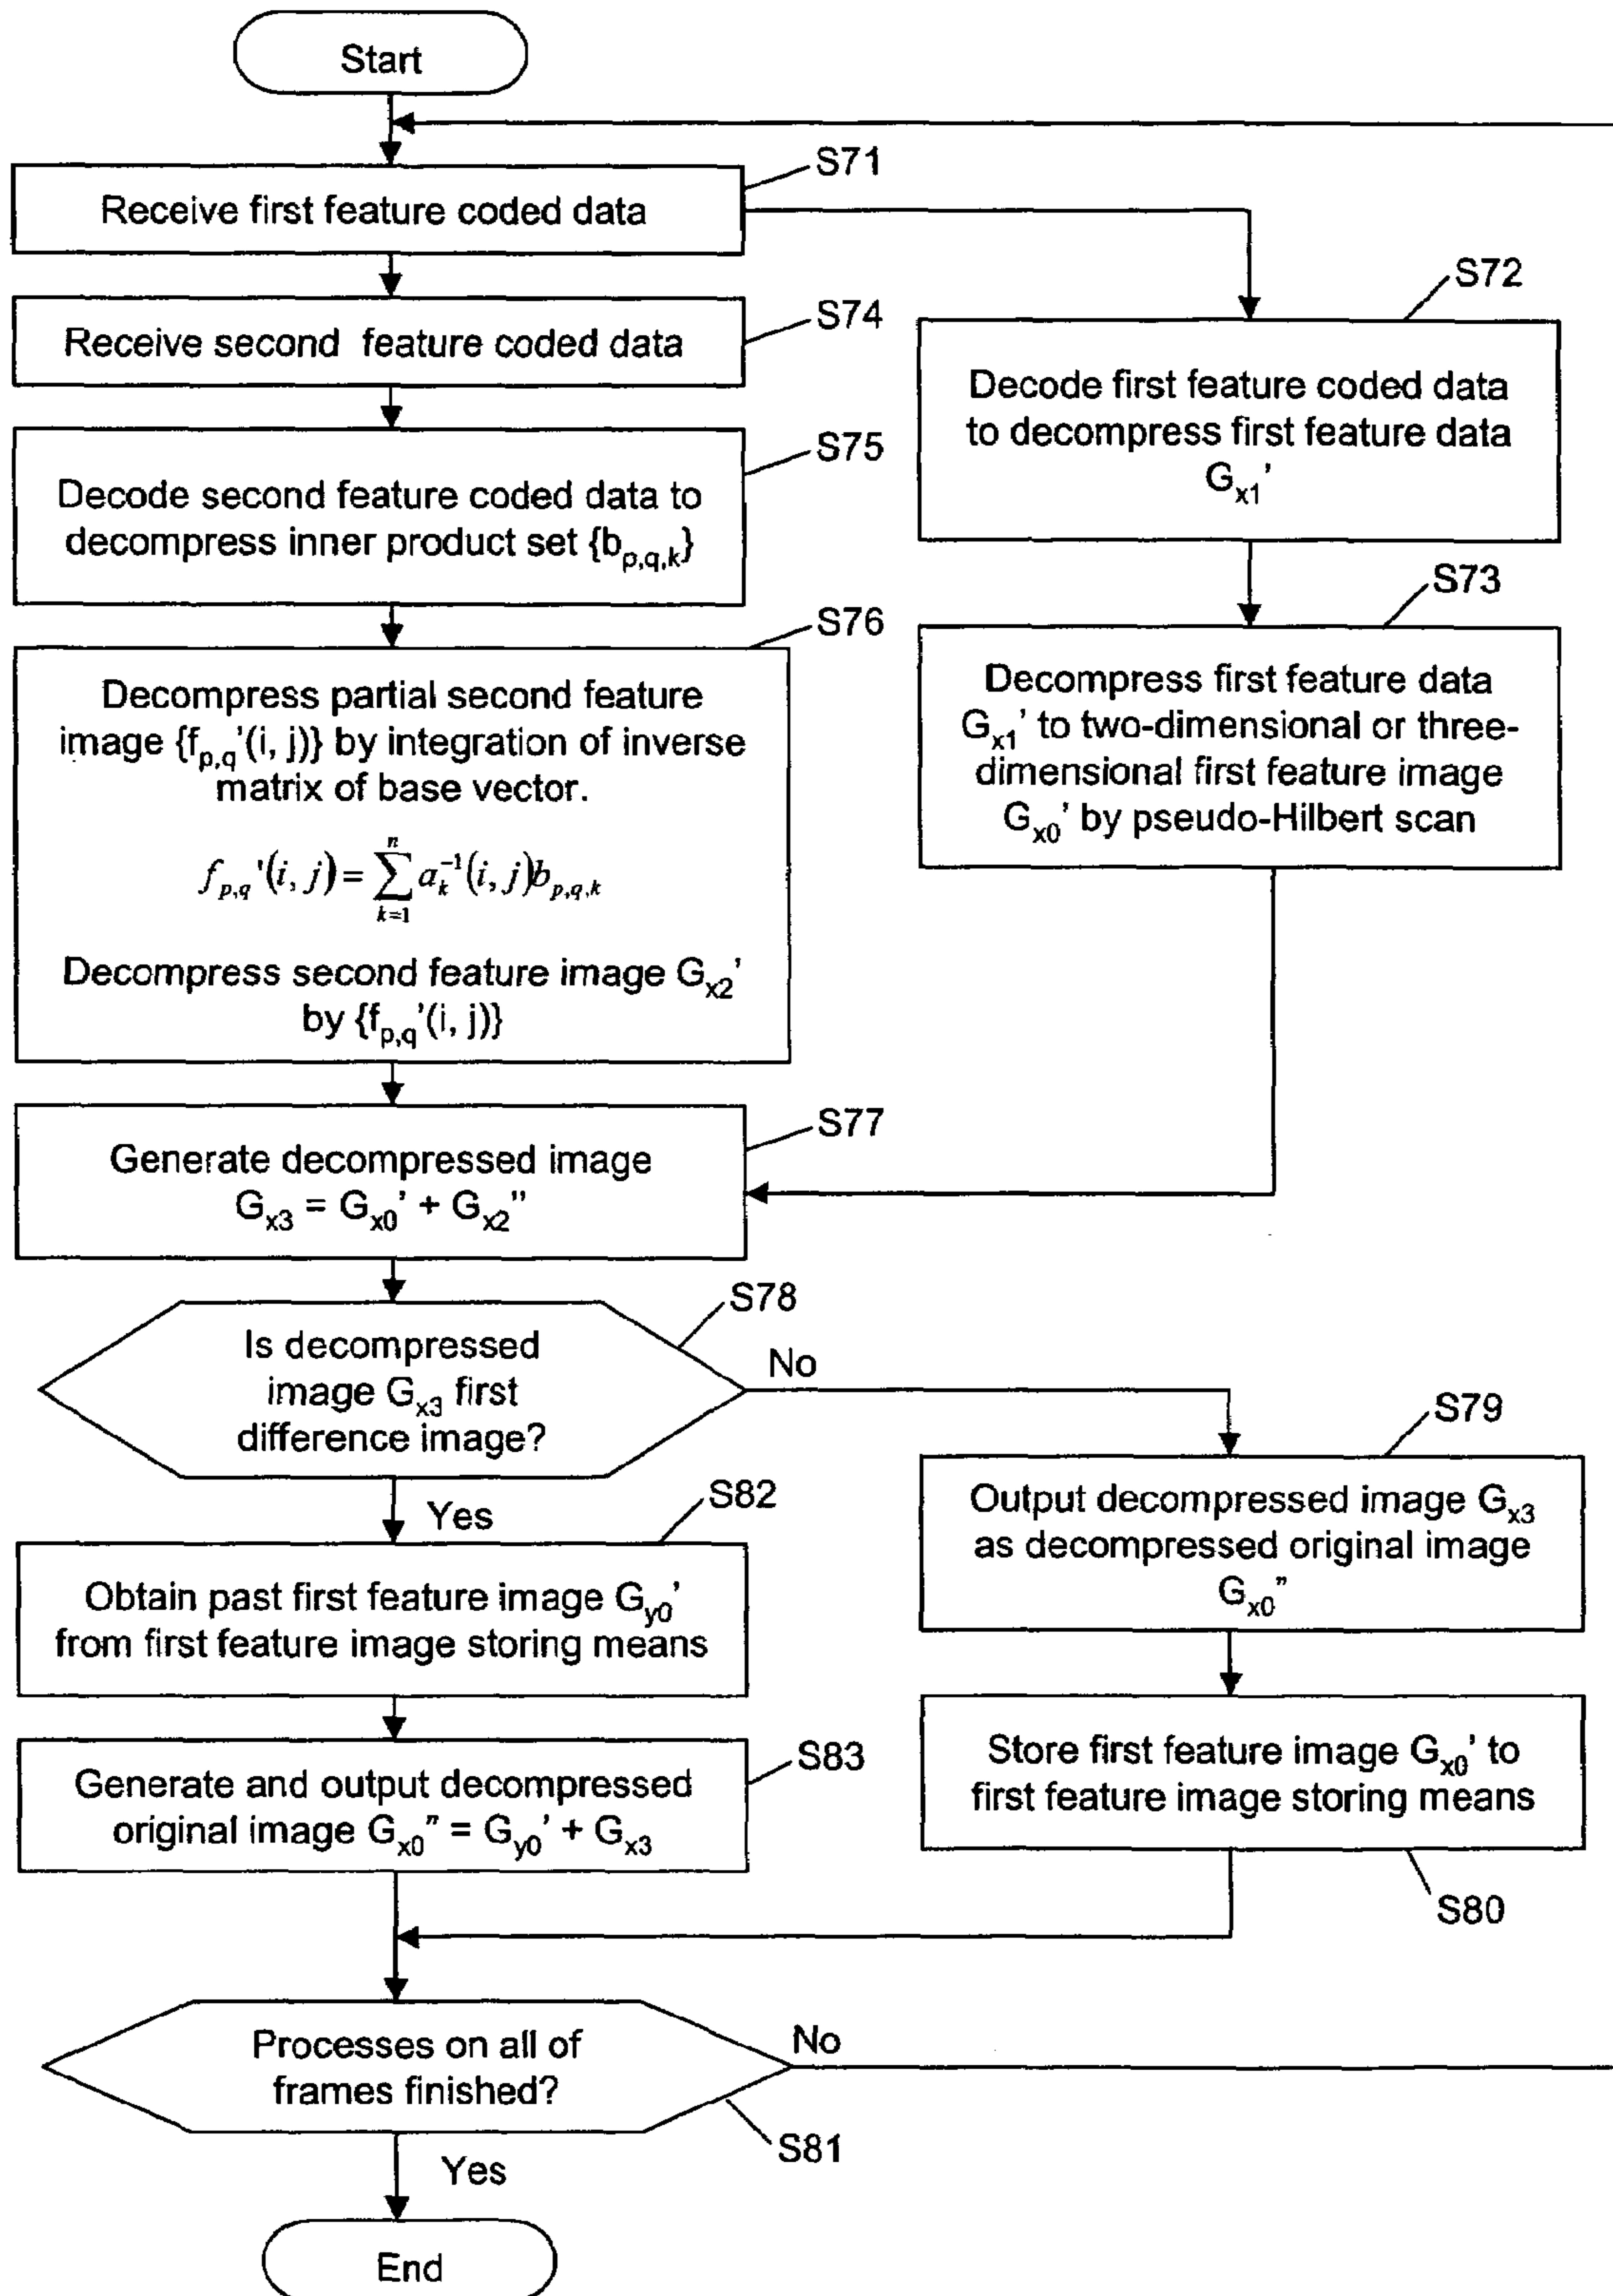 Start
S71
Receive first feature coded data
S72
S74
Receive second  feature coded data
Decode first feature coded data
to decompress first feature data
Gx1’
S75
Decode second feature coded data to
decompress inner product set {bp,q,k}
S73
Decompress first feature data
Gx1’ to two-dimensional or three-
dimensional first feature image
Gx0’ by pseudo-Hilbert scan
S76
Decompress partial second feature
image {fp,q’(i, j)} by integration of inverse
matrix of base vector.
fp,q'(i, j) = ∑_{k=1}^{n} a_k^{-1}(i, j)bp,q,k
Decompress second feature image Gx2’
by {fp,q’(i, j)}
S77
Generate decompressed image
Gx3 = Gx0’ + Gx2”
S78
Is decompressed
image Gx3 first
difference image?
No
S79
Output decompressed image Gx3
as decompressed original image
Gx0”
Yes
S82
Obtain past first feature image Gy0’
from first feature image storing means
Store first feature image Gx0’ to
first feature image storing means
S80
S83
Generate and output decompressed
original image Gx0” = Gy0’ + Gx3
Processes on all of
frames finished?
No
S81
Yes
End